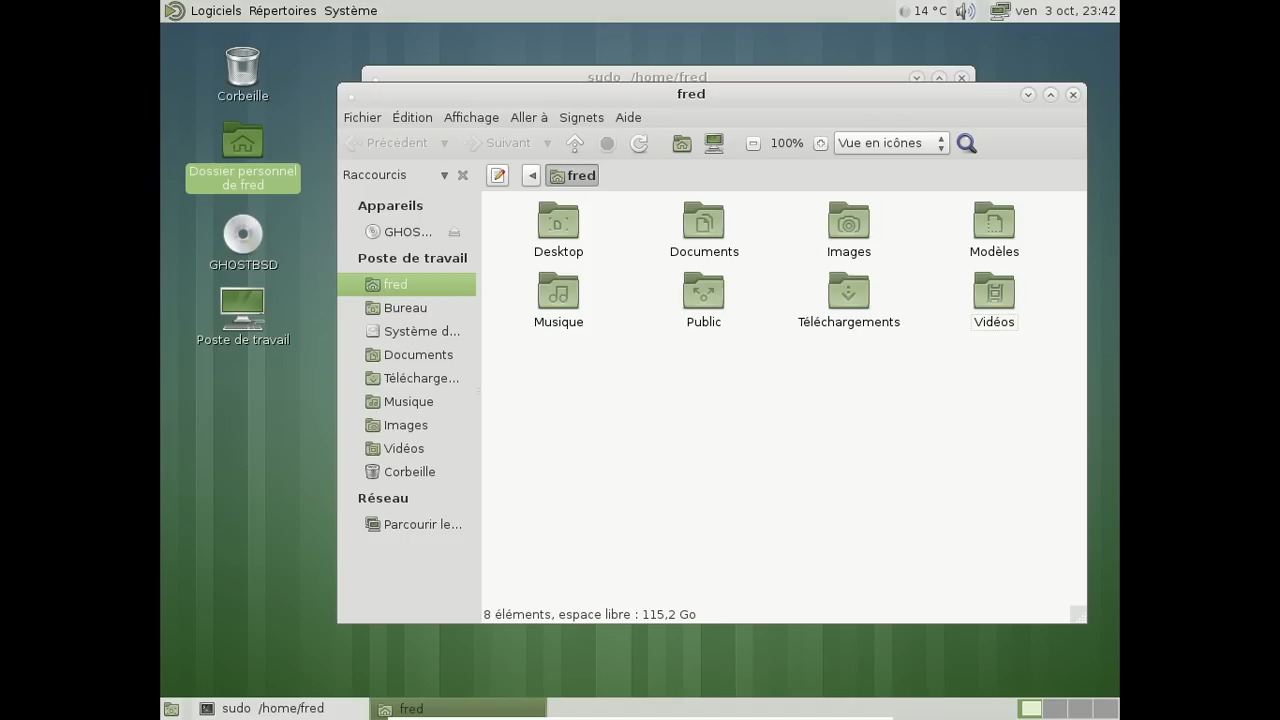 Logiciels Répertoires Système
14 °C
ven 3 oct, 23:42
Corbeille
Dossier personnel
de fred
GHOSTBSD
Poste de travail
sudo /home/fred
fred
Fichier Édition Affichage Aller à Signets Aide
Précédent Suivant 100% Vue en icônes
Raccourcis
fred
Appareils
GHOS...
Poste de travail
fred
Bureau
Système d...
Documents
Télécharge...
Musique
Images
Vidéos
Corbeille
Réseau
Parcourir le...
Desktop Documents Images Modèles
Musique Public Téléchargements Vidéos
8 éléments, espace libre : 115,2 Go
sudo /home/fred
fred